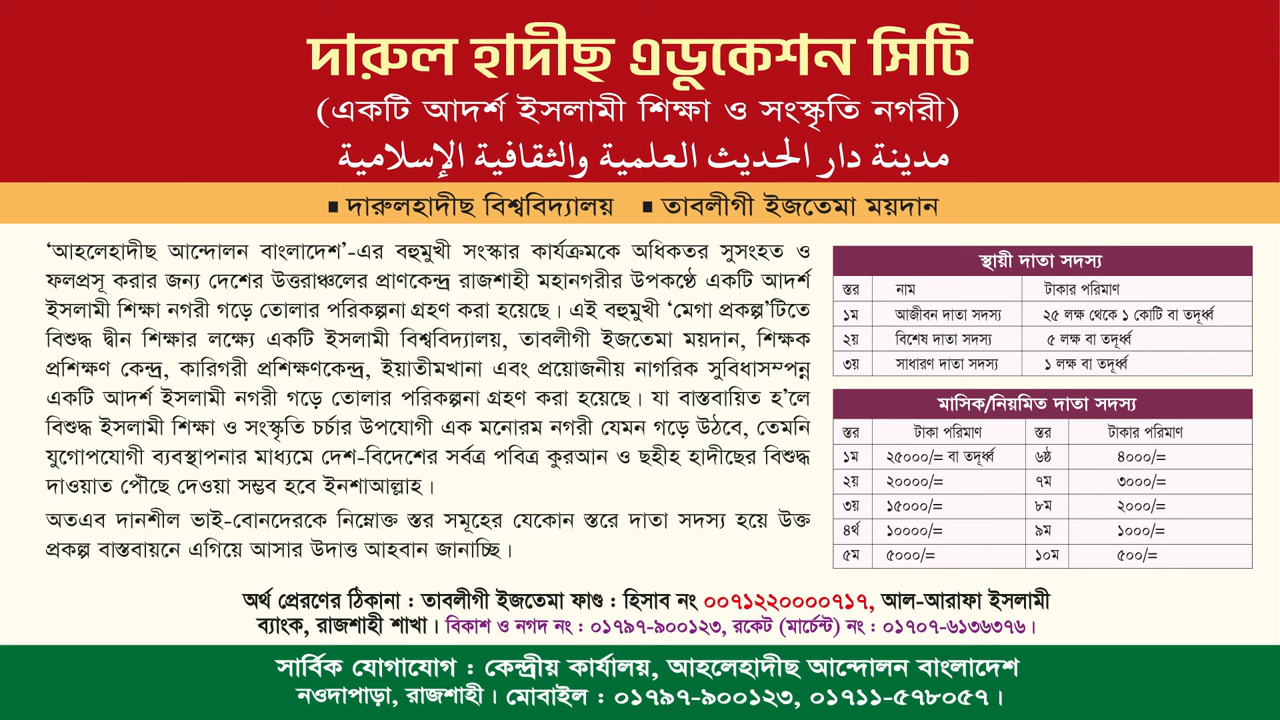 দারুল হাদীছ এডুকেশন সিটি
(একটি আদর্শ ইসলামী শিক্ষা ও সংস্কৃতি নগরী)
مدينة دار الحديث العلمية والثقافية الإسلامية
■ দারুলহাদীছ বিশ্ববিদ্যালয় ■ তাবলীগী ইজতেমা ময়দান
‘আহলেহাদীছ আন্দোলন বাংলাদেশ’-এর বহুমুখী সংস্কার কার্যক্রমকে অধিকতর সুসংহত ও
ফলপ্রসূ করার জন্য দেশের উত্তরাঞ্চলের প্রাণকেন্দ্র রাজশাহী মহানগরীর উপকণ্ঠে একটি আদর্শ
ইসলামী শিক্ষা নগরী গড়ে তোলার পরিকল্পনা গ্রহণ করা হয়েছে। এই বহুমুখী ‘মেগা প্রকল্প’টিতে
বিশুদ্ধ দ্বীন শিক্ষার লক্ষ্যে একটি ইসলামী বিশ্ববিদ্যালয়, তাবলীগী ইজতেমা ময়দান, শিক্ষক
প্রশিক্ষণ কেন্দ্র, কারিগরী প্রশিক্ষণকেন্দ্র, ইয়াতীমখানা এবং প্রয়োজনীয় নাগরিক সুবিধাসম্পন্ন
একটি আদর্শ ইসলামী নগরী গড়ে তোলার পরিকল্পনা গ্রহণ করা হয়েছে। যা বাস্তবায়িত হ’লে
বিশুদ্ধ ইসলামী শিক্ষা ও সংস্কৃতি চর্চার উপযোগী এক মনোরম নগরী যেমন গড়ে উঠবে, তেমনি
যুগোপযোগী ব্যবস্থাপনার মাধ্যমে দেশ-বিদেশের সর্বত্র পবিত্র কুরআন ও ছহীহ হাদীছের বিশুদ্ধ
দাওয়াত পৌঁছে দেওয়া সম্ভব হবে ইনশাআল্লাহ।
অতএব দানশীল ভাই-বোনদেরকে নিম্নোক্ত স্তর সমূহের যেকোন স্তরে দাতা সদস্য হয়ে উক্ত
প্রকল্প বাস্তবায়নে এগিয়ে আসার উদাত্ত আহবান জানাচ্ছি।
স্থায়ী দাতা সদস্য
স্তর নাম টাকার পরিমাণ
১ম আজীবন দাতা সদস্য ২৫ লক্ষ থেকে ১ কোটি বা তদূর্ধ্ব
২য় বিশেষ দাতা সদস্য ৫ লক্ষ বা তদূর্ধ্ব
৩য় সাধারণ দাতা সদস্য ১ লক্ষ বা তদূর্ধ্ব
মাসিক/নিয়মিত দাতা সদস্য
স্তর টাকা পরিমাণ স্তর টাকার পরিমাণ
১ম ২৫০০০/= বা তদূর্ধ্ব ৬ষ্ঠ ৪০০০/=
২য় ২০০০০/= ৭ম ৩০০০/=
৩য় ১৫০০০/= ৮ম ২০০০/=
৪র্থ ১০০০০/= ৯ম ১০০০/=
৫ম ৫০০০/= ১০ম ৫০০/=
অর্থ প্রেরণের ঠিকানা : তাবলীগী ইজতেমা ফাণ্ড : হিসাব নং ০০৭১২২০০০০৭১৭, আল-আরাফা ইসলামী
ব্যাংক, রাজশাহী শাখা। বিকাশ ও নগদ নং : ০১৭৯৭-৯০০১২৩, রকেট (মার্চেন্ট) নং : ০১৭০৭-৬১৩৬৩৭৬।
সার্বিক যোগাযোগ : কেন্দ্রীয় কার্যালয়, আহলেহাদীছ আন্দোলন বাংলাদেশ
নওদাপাড়া, রাজশাহী। মোবাইল : ০১৭৯৭-৯০০১২৩, ০১৭১১-৫৭৮০৫৭।